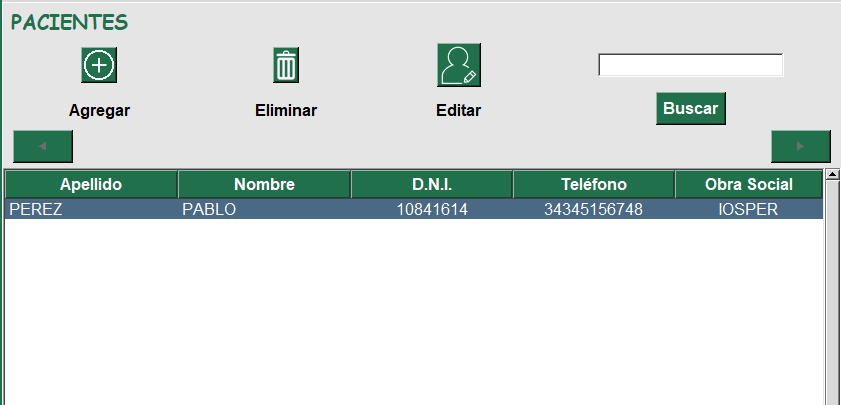 PACIENTES
Agregar
Eliminar
Editar
Buscar
Apellido Nombre D.N.I. Teléfono Obra Social
PEREZ PABLO 10841614 34345156748 IOSPER